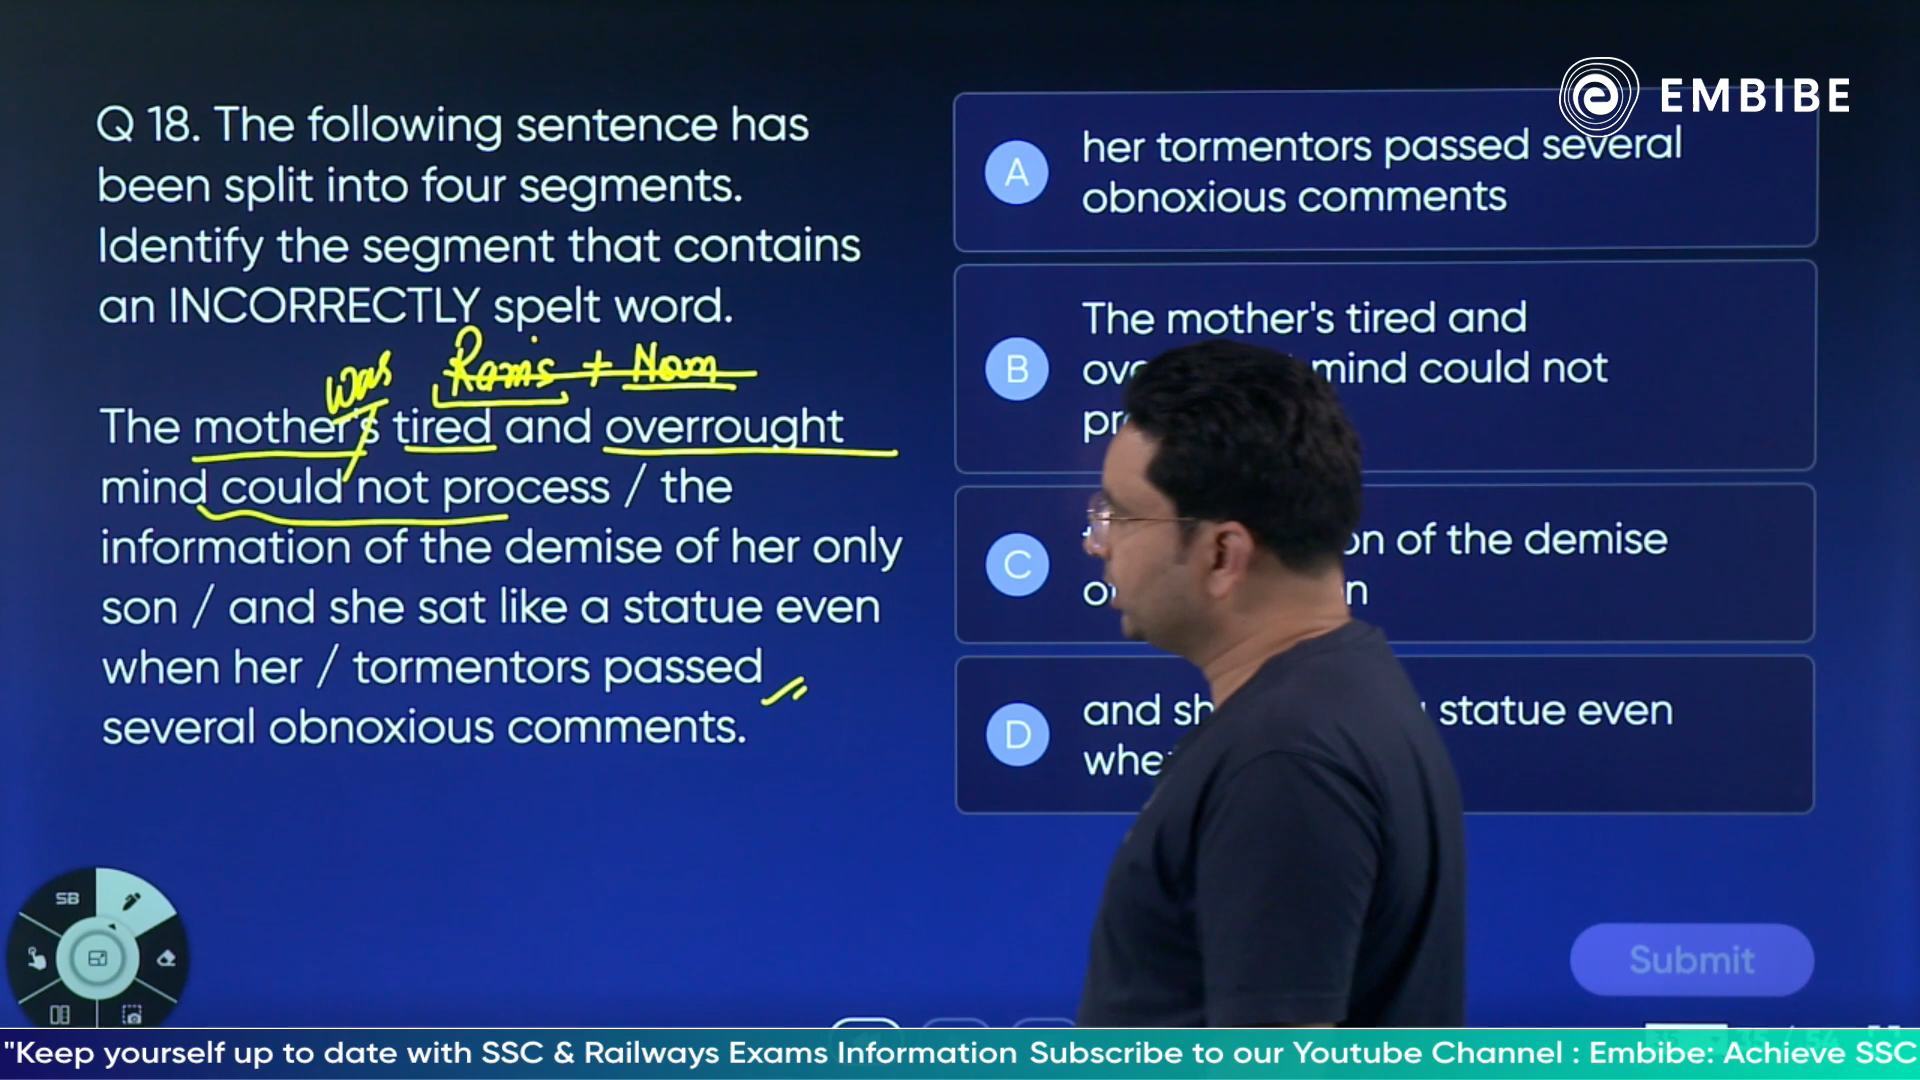 EMBIBE
Q 18. The following sentence has
been split into four segments.
Identify the segment that contains
an INCORRECTLY spelt word.
was Ram's + Nom
The mother's tired and overrought
mind could not process / the
information of the demise of her only
son / and she sat like a statue even
when her / tormentors passed
several obnoxious comments.
A
her tormentors passed several
obnoxious comments
B
The mother's tired and
mind could not
C
of the demise
D
and statue even
SB
Submit
"Keep yourself up to date with SSC & Railways Exams Information Subscribe to our Youtube Channel : Embibe: Achieve SSC